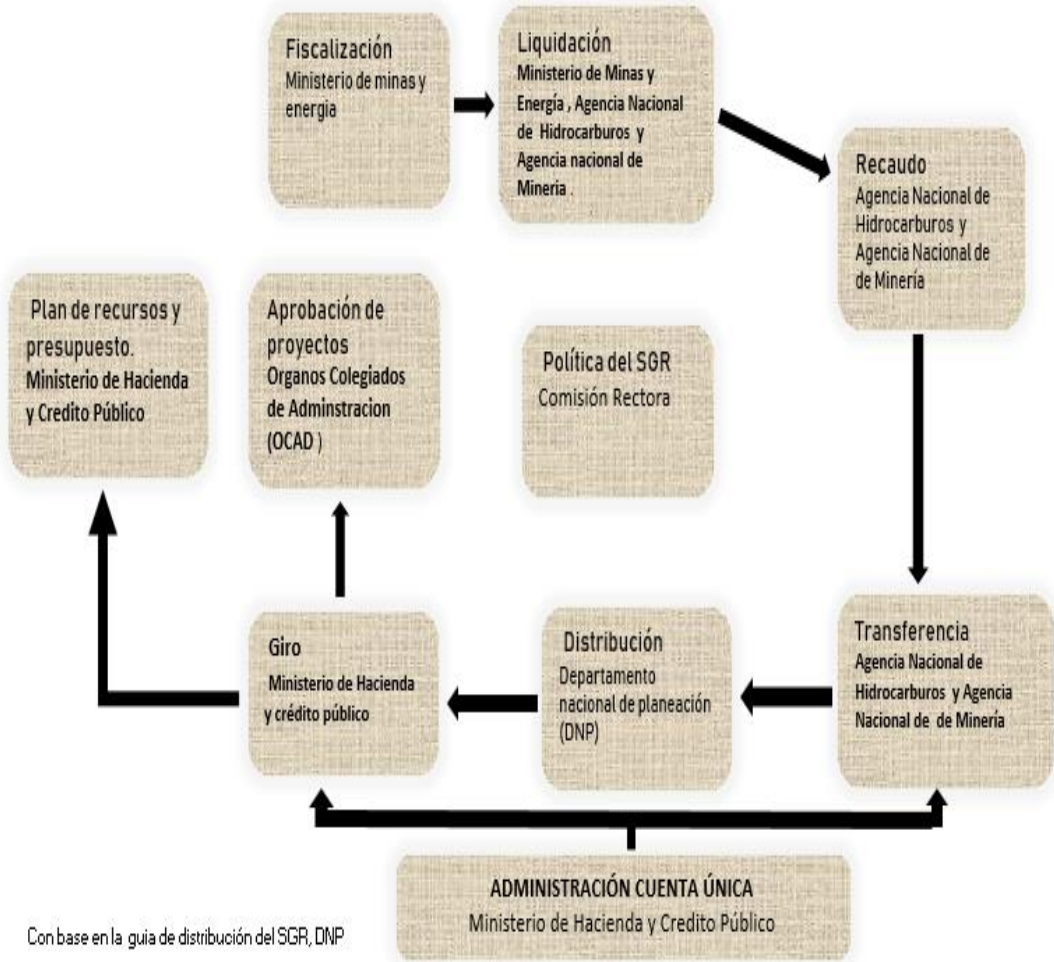 Fiscalización
Ministerio de minas y
energia
Liquidación
Ministerio de Minas y
Energía , Agencia Nacional
de Hidrocarburos y
Agencia nacional de
Minería .
Recaudo
Agencia Nacional de
Hidrocarburos y
Agencia Nacional de
de Minería
Plan de recursos y
presupuesto.
Ministerio de Hacienda
y Credito Público
Aprobación de
proyectos
Organos Colegiados
de Adminstracion
(OCAD )
Política del SGR
Comisión Rectora
Giro
Ministerio de Hacienda
y crédito público
Distribución
Departamento
nacional de planeación
(DNP)
Transferencia
Agencia Nacional de
Hidrocarburos y Agencia
Nacional de de Minería
ADMINISTRACIÓN CUENTA ÚNICA
Ministerio de Hacienda y Credito Público
Con base en la guia de distribución del SGR, DNP